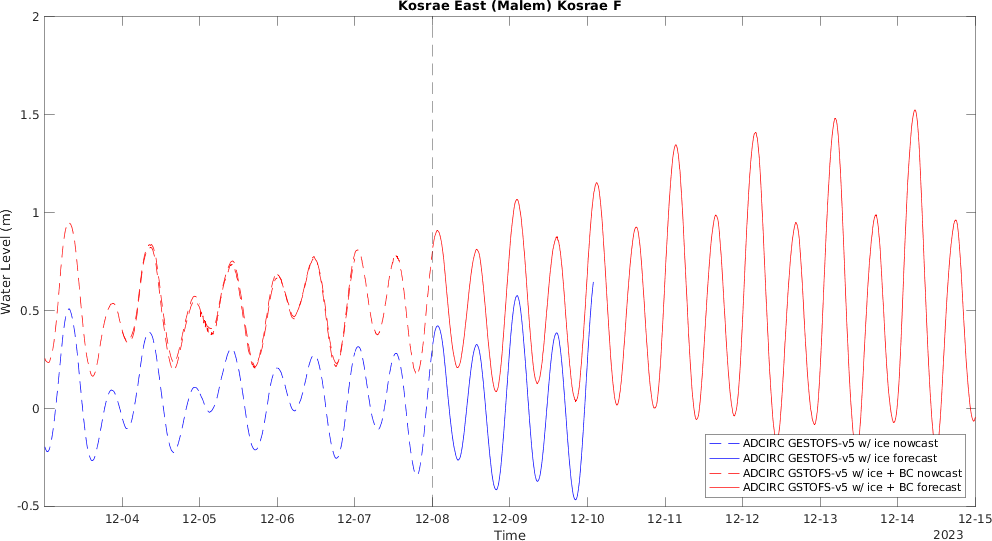 Kosrae East (Malem) Kosrae F
Water Level (m)
2
1.5
1
0.5
0
-0.5
12-04
12-05
12-06
12-07
12-08
12-09
12-10
12-11
12-12
12-13
12-14
12-15
Time
2023
ADCIRC GESTOFS-v5 w/ ice nowcast
ADCIRC GESTOFS-v5 w/ ice forecast
ADCIRC GSTOFS-v5 w/ ice + BC nowcast
ADCIRC GSTOFS-v5 w/ ice + BC forecast